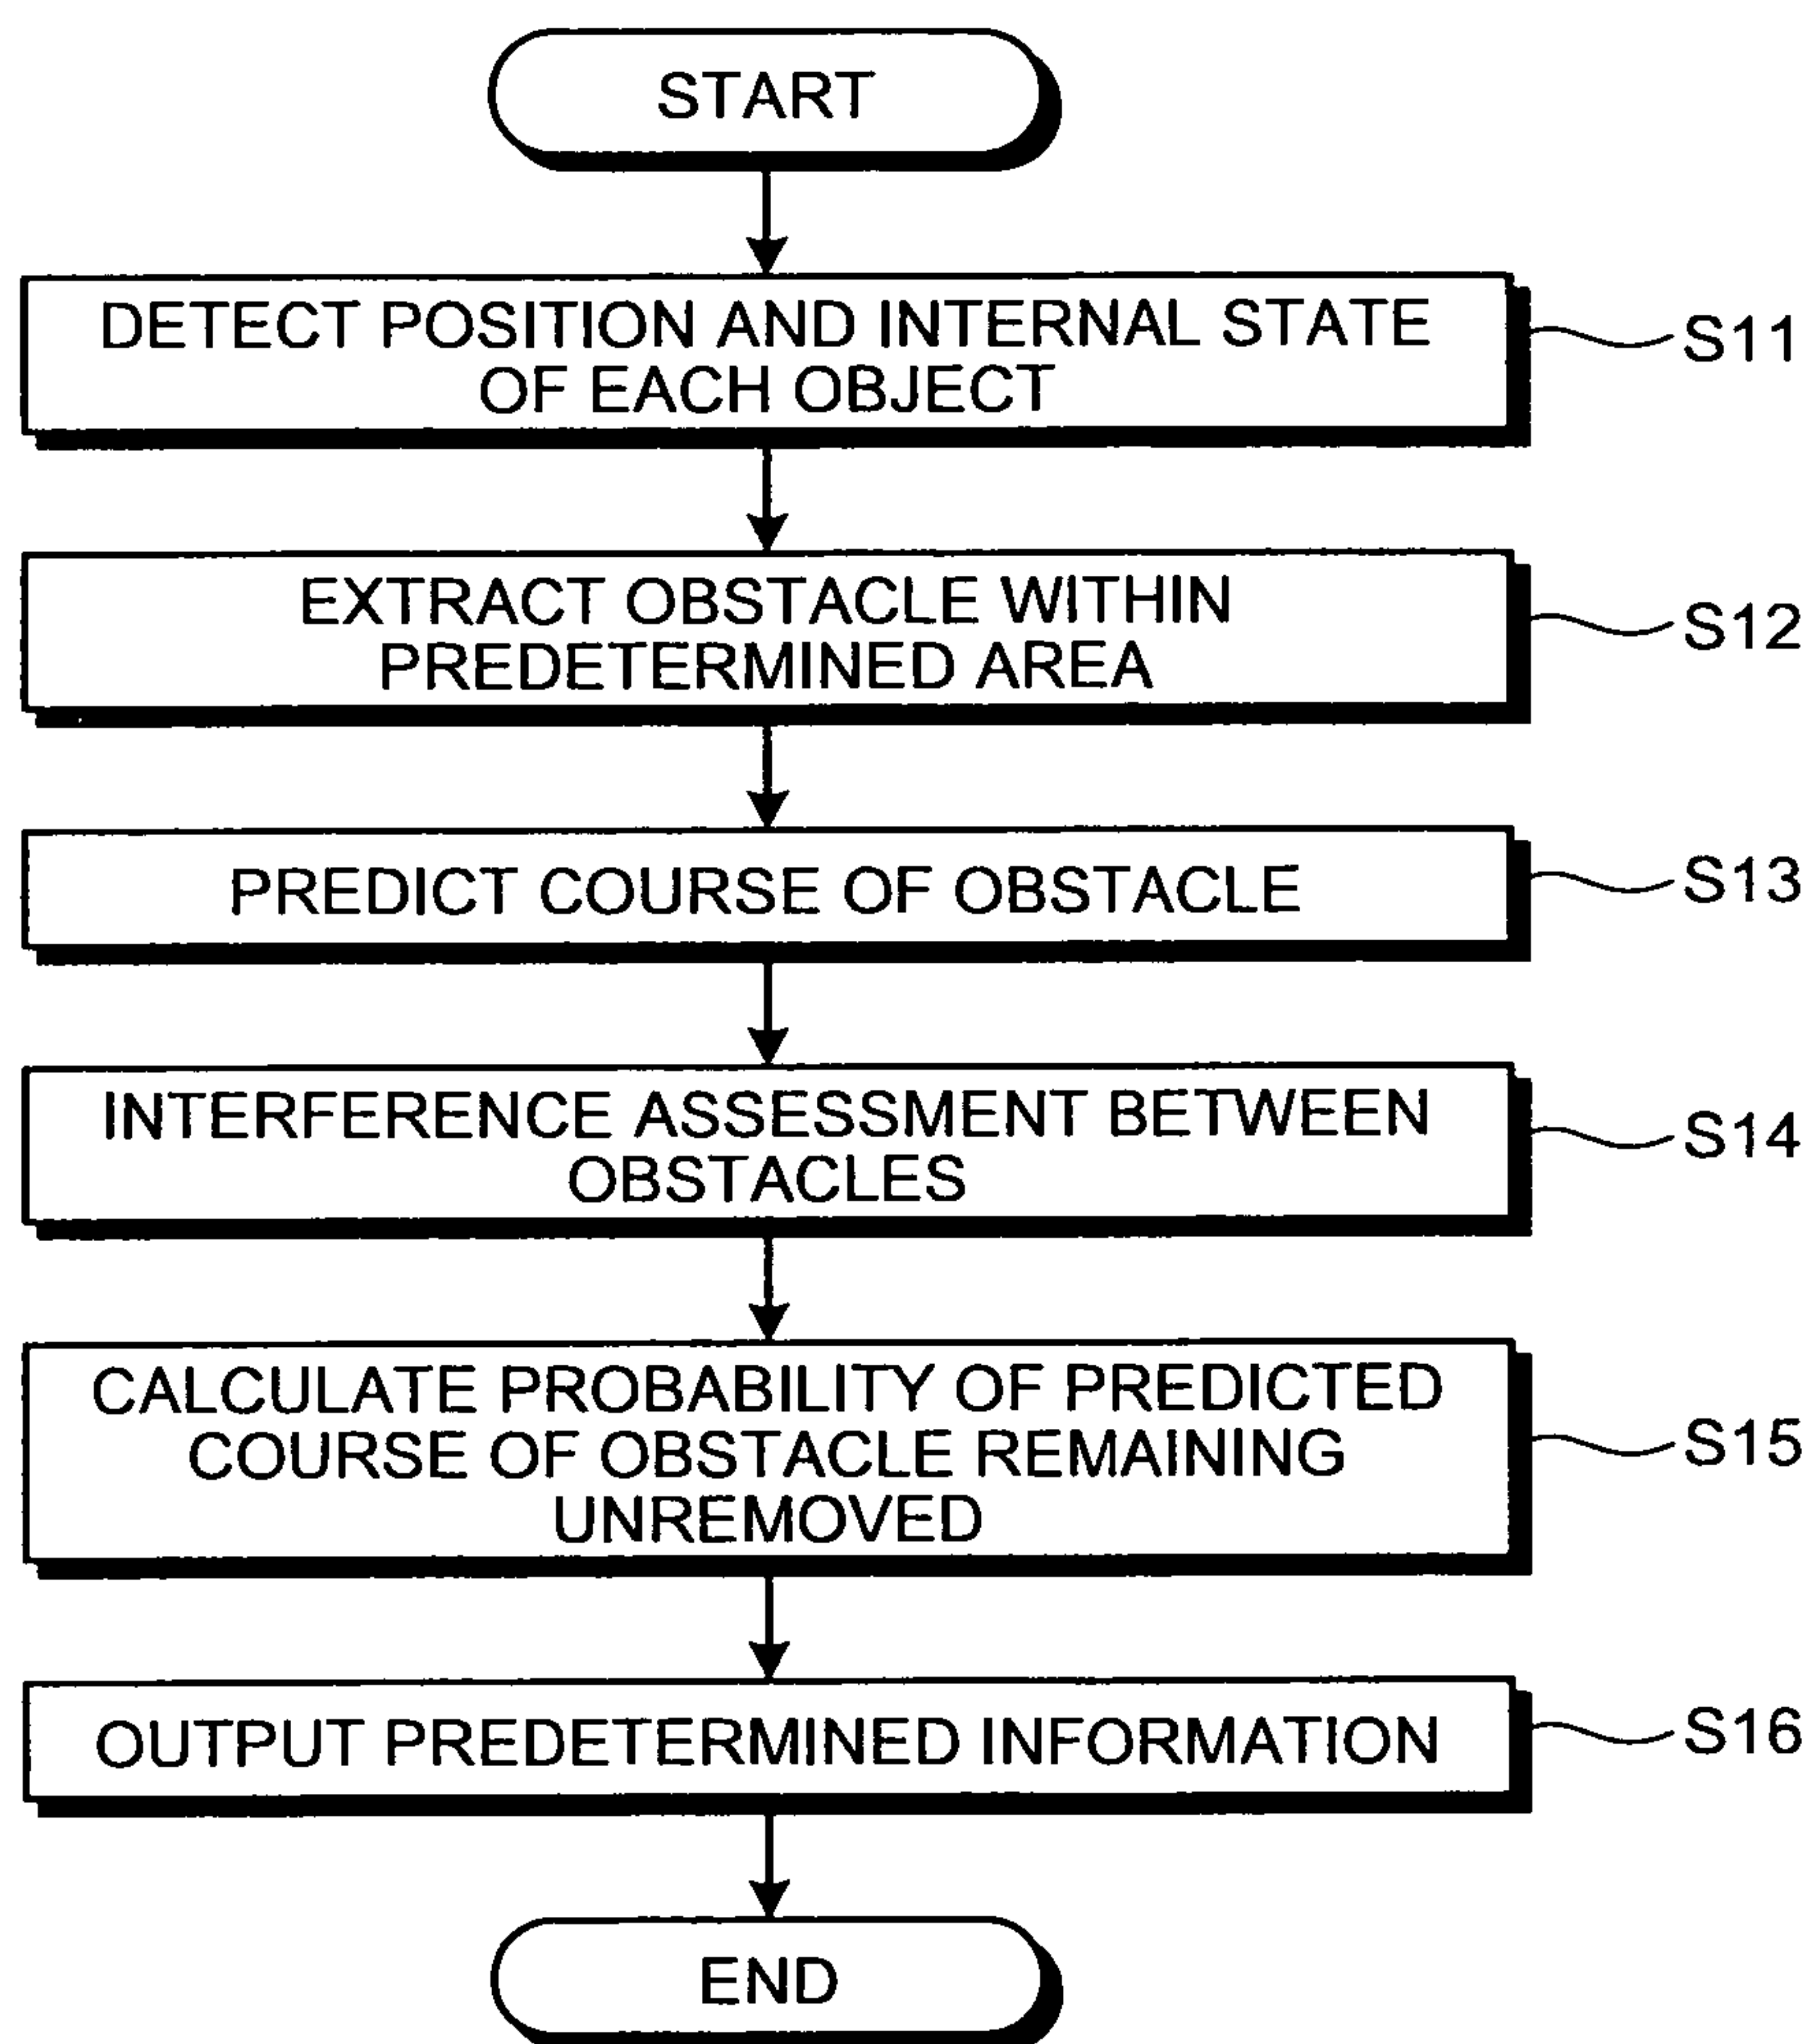 START
DETECT POSITION AND INTERNAL STATE
OF EACH OBJECT
S11
EXTRACT OBSTACLE WITHIN
PREDETERMINED AREA
S12
PREDICT COURSE OF OBSTACLE
S13
INTERFERENCE ASSESSMENT BETWEEN
OBSTACLES
S14
CALCULATE PROBABILITY OF PREDICTED
COURSE OF OBSTACLE REMAINING
UNREMOVED
S15
OUTPUT PREDETERMINED INFORMATION
S16
END